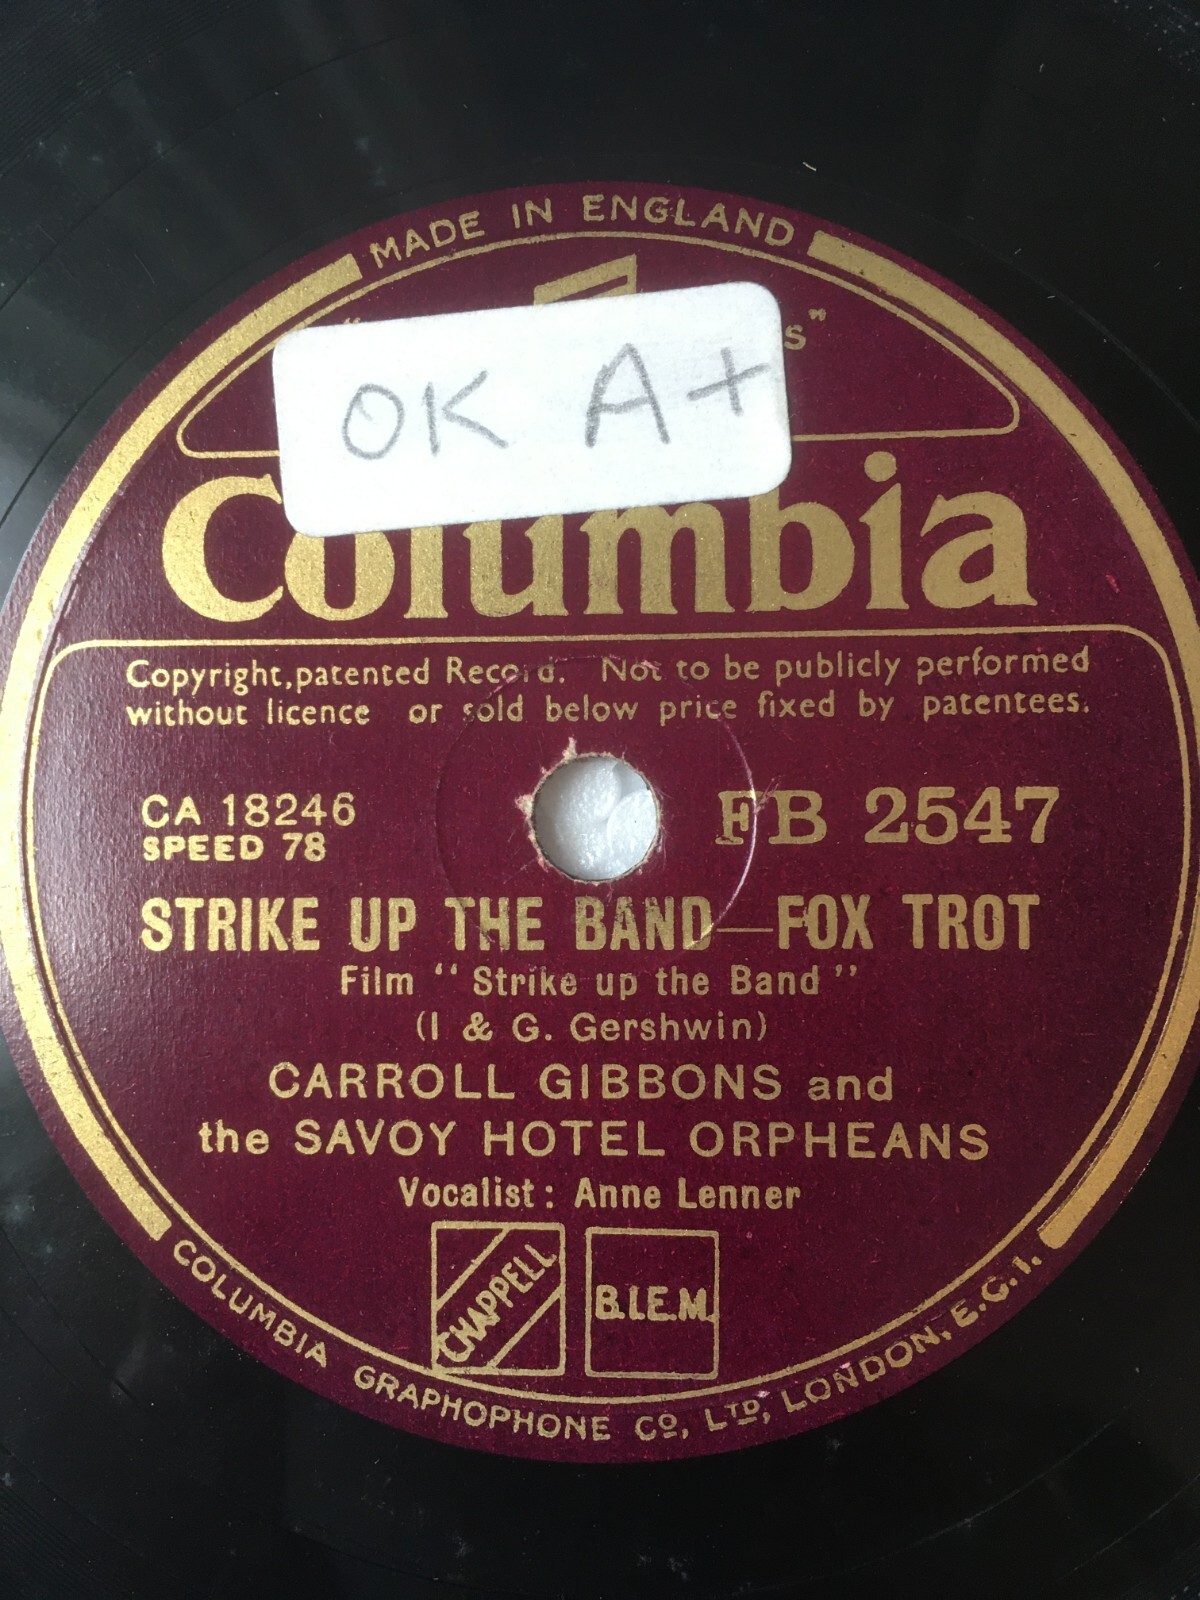 MADE IN ENGLAND
OK A+
Columbia
Copyright, patented Record. Not to be publicly performed
without licence or sold below price fixed by patentees.
CA 18246
SPEED 78
FB 2547
STRIKE UP THE BAND—FOX TROT
Film "Strike up the Band"
(I & G. Gershwin)
CARROLL GIBBONS and
the SAVOY HOTEL ORPHEANS
Vocalist: Anne Lenner
CHAPPELL
B.I.E.M.
COLUMBIA GRAPHOPHONE Co, LTD, LONDON, E.C.1.